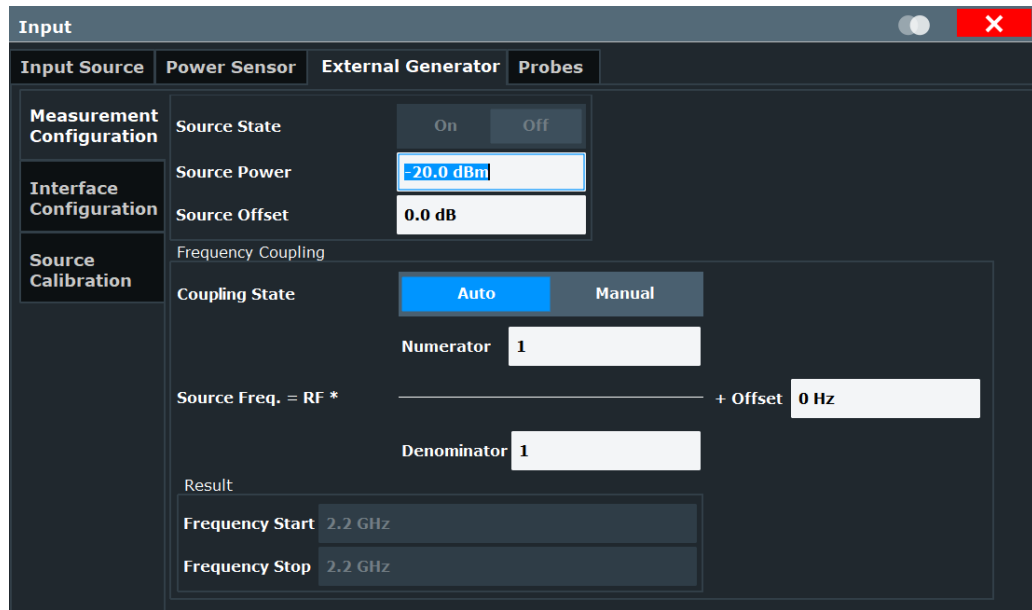 Input
Input Source Power Sensor External Generator Probes
Measurement
Configuration
Interface
Configuration
Source
Calibration
Source State On Off
Source Power -20.0 dBm
Source Offset 0.0 dB
Frequency Coupling
Coupling State Auto Manual
Numerator 1
Source Freq. = RF * + Offset 0 Hz
Denominator 1
Result
Frequency Start 2.2 GHz
Frequency Stop 2.2 GHz